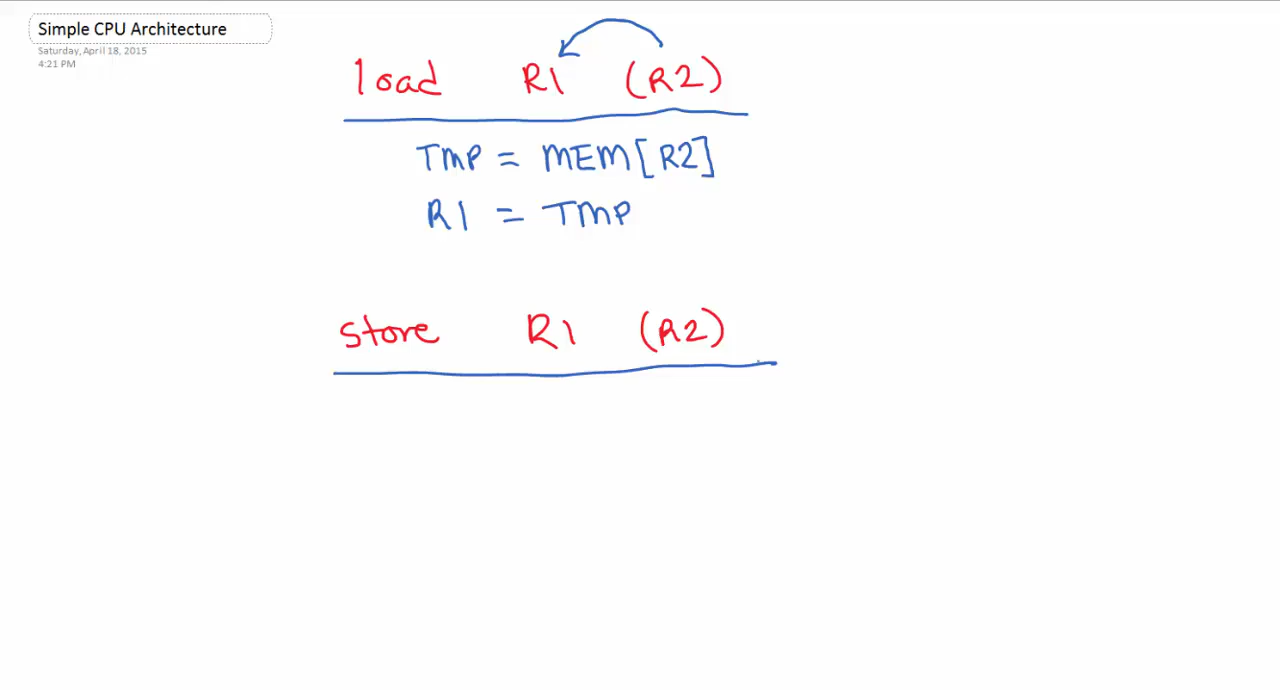 Simple CPU Architecture
Saturday, April 18, 2015
4:21 PM
load R1 (R2)
TMP = MEM[R2]
R1 = TMP
store R1 (R2)